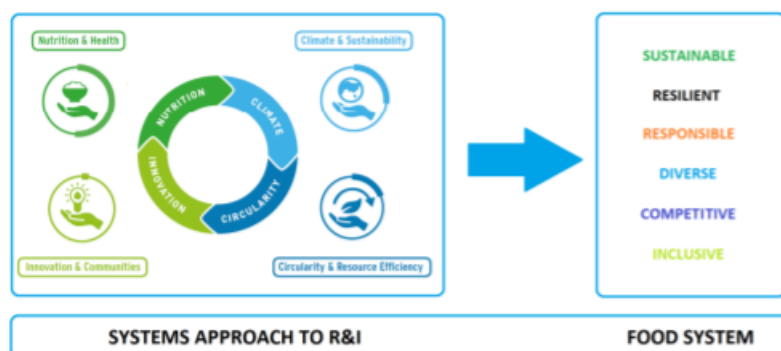 Nutrition & Health
Climate & Sustainability
NUTRITION
CLIMATE
INNOVATION
CIRCULARITY
Innovation & Communities
Circularity & Resource Efficiency
SUSTAINABLE
RESILIENT
RESPONSIBLE
DIVERSE
COMPETITIVE
INCLUSIVE
SYSTEMS APPROACH TO R&I
FOOD SYSTEM